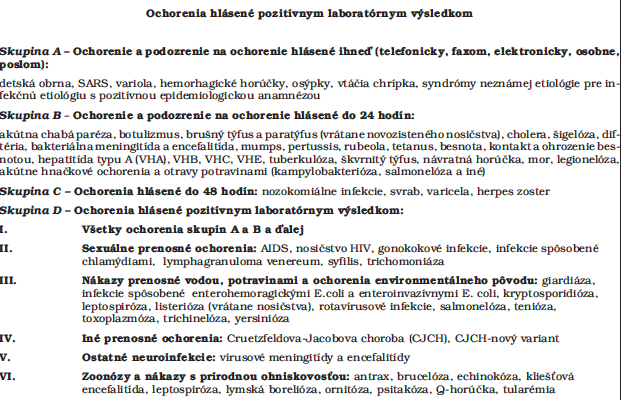 Ochorenia hlásené pozitívnym laboratórnym výsledkom
Skupina A – Ochorenie a podozrenie na ochorenie hlásené ihneď (telefonicky, faxom, elektronicky, osobne,
poslom):
detská obrna, SARS, variola, hemorhagické horúčky, osýpky, vtáčia chrípka, syndrómy neznámej etiológie pre in-
fekčnú etiológiu s pozitívnou epidemiologickou anamnézou
Skupina B – Ochorenie a podozrenie na ochorenie hlásené do 24 hodín:
akútna chabá paréza, botulizmus, brušný týfus a paratýfus (vrátane novozisteného nosičstva), cholera, šigelóza, dif-
téria, bakteriálna meningitída a encefalitída, mumps, pertussis, rubeola, tetanus, besnota, kontakt a ohrozenie bes-
notou, hepatitída typu A (VHA), VHB, VHC, VHE, tuberkulóza, škvrnitý týfus, návratná horúčka, mor, legionelóza,
akútne hnačkové ochorenia a otravy potravinami (kampylobakterióza, salmonelóza a iné)
Skupina C – Ochorenia hlásené do 48 hodín: nozokomiálne infekcie, svrab, varicela, herpes zoster
Skupina D – Ochorenia hlásené pozitívnym laboratórnym výsledkom:
I. Všetky ochorenia skupín A a B a ďalej
II. Sexuálne prenosné ochorenia: AIDS, nosičstvo HIV, gonokokové infekcie, infekcie spôsobené
chlamýdiami, lymphagranuloma venereum, syfilis, trichomoniáza
III. Nákazy prenosné vodou, potravinami a ochorenia environmentálneho pôvodu: giardiáza,
infekcie spôsobené enterohemoragickými E.coli a enteroinvazívnymi E. coli, kryptosporidióza,
leptospiróza, listerióza (vrátane nosičstva), rotavírusové infekcie, salmonelóza, tenióza,
toxoplazmóza, trichinelóza, yersinióza
IV. Iné prenosné ochorenia: Cruetzfeldova-Jacobova choroba (CJCH), CJCH-nový variant
V. Ostatné neuroinfekcie: vírusové meningitídy a encefalitídy
VI. Zoonózy a nákazy s prírodnou ohniskovosťou: antrax, brucelóza, echinokóza, kliešťová
encefalitída, leptospiróza, lymská borelióza, ornitóza, psitakóza, Q-horúčka, tularémia